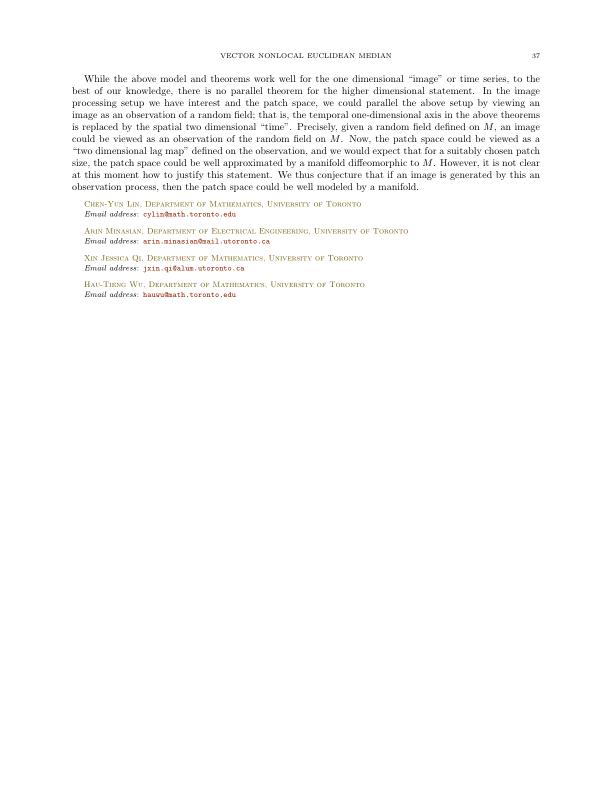 VECTOR NONLOCAL EUCLIDEAN MEDIAN 37
While the above model and theorems work well for the one dimensional “image” or time series, to the
best of our knowledge, there is no parallel theorem for the higher dimensional statement. In the image
processing setup we have interest and the patch space, we could parallel the above setup by viewing an
image as an observation of a random field; that is, the temporal one-dimensional axis in the above theorems
is replaced by the spatial two dimensional “time”. Precisely, given a random field defined on M, an image
could be viewed as an observation of the random field on M. Now, the patch space could be viewed as a
“two dimensional lag map” defined on the observation, and we would expect that for a suitably chosen patch
size, the patch space could be well approximated by a manifold diffeomorphic to M. However, it is not clear
at this moment how to justify this statement. We thus conjecture that if an image is generated by this an
observation process, then the patch space could be well modeled by a manifold.
Chen-Yun Lin, Department of Mathematics, University of Toronto
Email address: cylin@math.toronto.edu
Arin Minasian, Department of Electrical Engineering, University of Toronto
Email address: arin.minasian@mail.utoronto.ca
Xin Jessica Qi, Department of Mathematics, University of Toronto
Email address: jxin.qi@alum.utoronto.ca
Hau-Tieng Wu, Department of Mathematics, University of Toronto
Email address: hauwu@math.toronto.edu